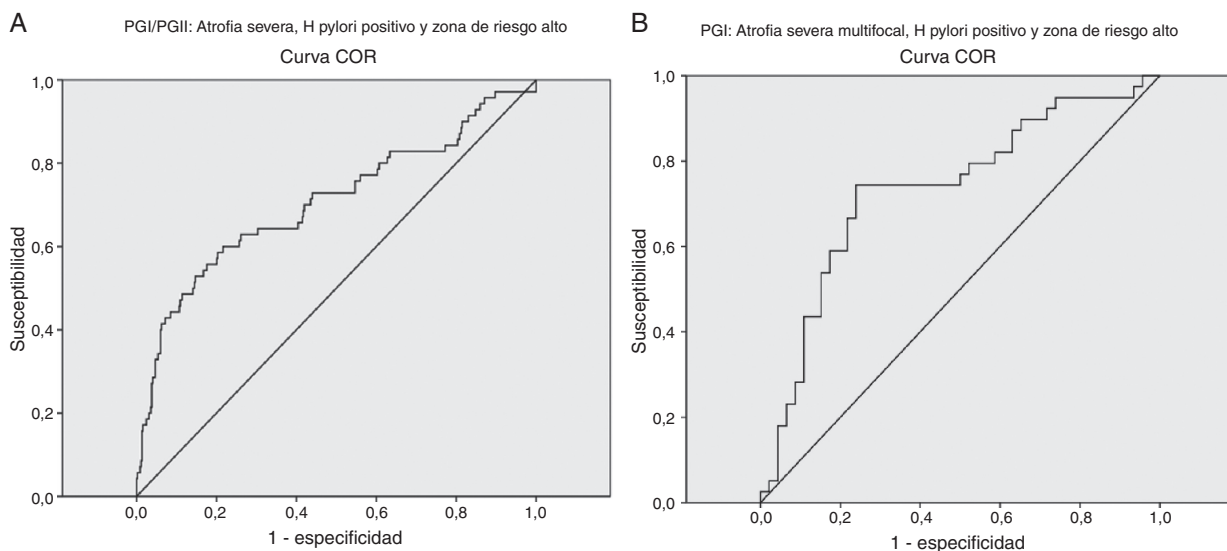 A
PGI/PGII: Atrofia severa, H pylori positivo y zona de riesgo alto
Curva COR
1,0
0,8
0,6
0,4
0,2
0,0
Susceptibilidad
0,0 0,2 0,4 0,6 0,8 1,0
1 - especificidad
B
PGI: Atrofia severa multifocal, H pylori positivo y zona de riesgo alto
Curva COR
1,0
0,8
0,6
0,4
0,2
0,0
Susceptibilidad
0,0 0,2 0,4 0,6 0,8 1,0
1 - especificidad